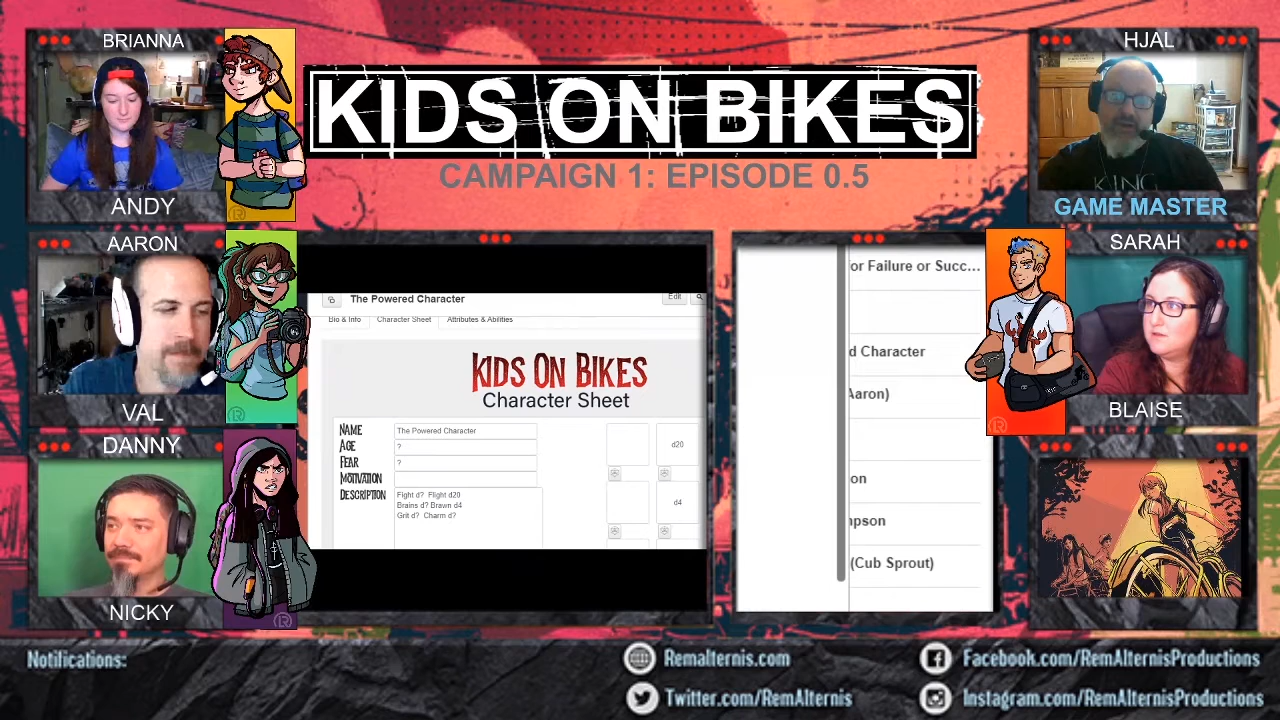 BRIANNA
ANDY
KIDS ON BIKES
CAMPAIGN 1: EPISODE 0.5
HJAL
KING
GAME MASTER
AARON
VAL
The Powered Character
Edit
Bio & Info
Character Sheet
Attributes & Abilities
KIDS ON BIKES
Character Sheet
NAME
The Powered Character
AGE
?
FEAR
?
MOTIVATION
DESCRIPTION
Fight d? Flight d20
Brains d? Brawn d4
Grit d? Charm d?
d20
d4
or Failure or Succ...
d Character
Aaron)
on
npson
(Cub Sprout)
SARAH
BLAISE
DANNY
NICKY
Notifications:
Remalternis.com
Twitter.com/RemAlternis
Facebook.com/RemAlternisProductions
Instagram.com/RemAlternisProductions